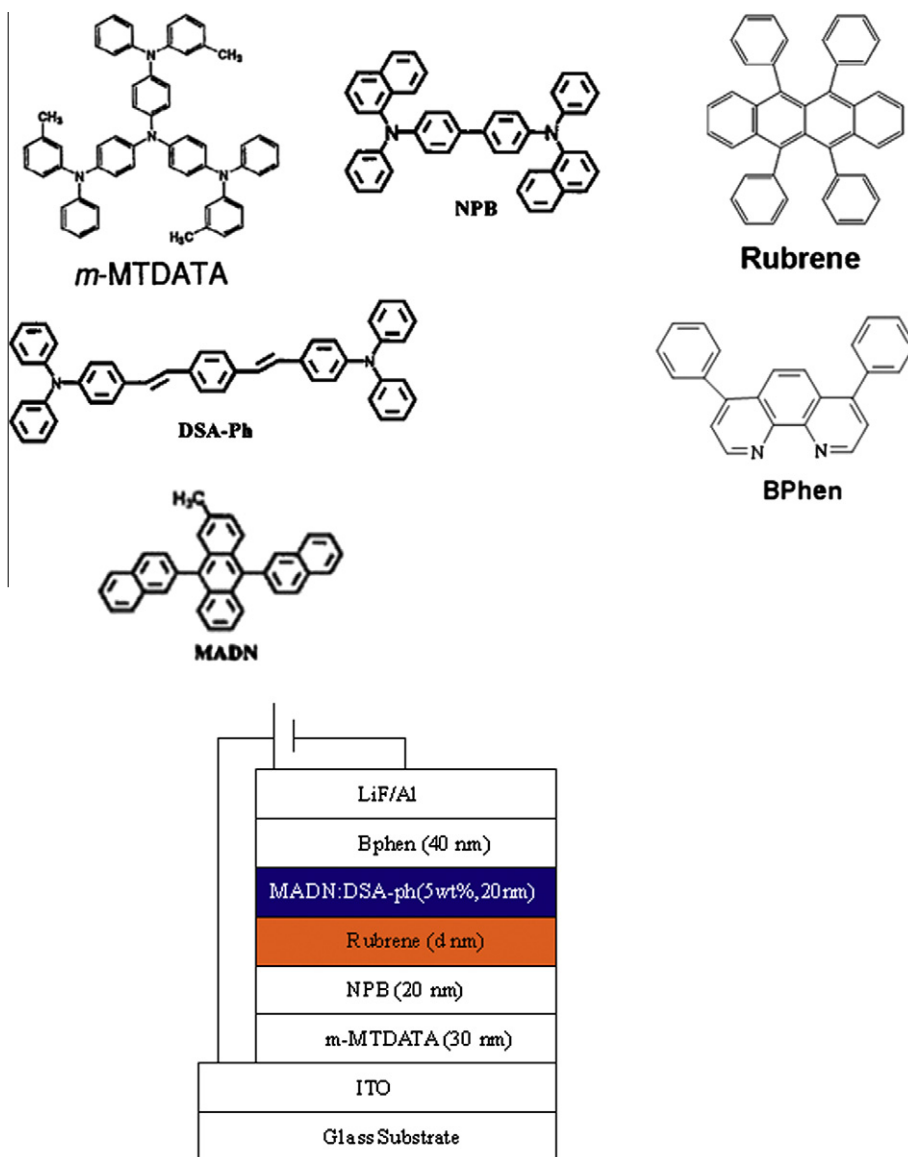 CH₃
CH₃
N
N
N
N
H₃C
m-MTDATA
N
N
NPB
Rubrene
N
N
DSA-Ph
N
N
BPhen
H₃C
MADN
LiF/Al
Bphen (40 nm)
MADN:DSA-ph(5wt%,20nm)
Rubrene (d nm)
NPB (20 nm)
m-MTDATA (30 nm)
ITO
Glass Substrate